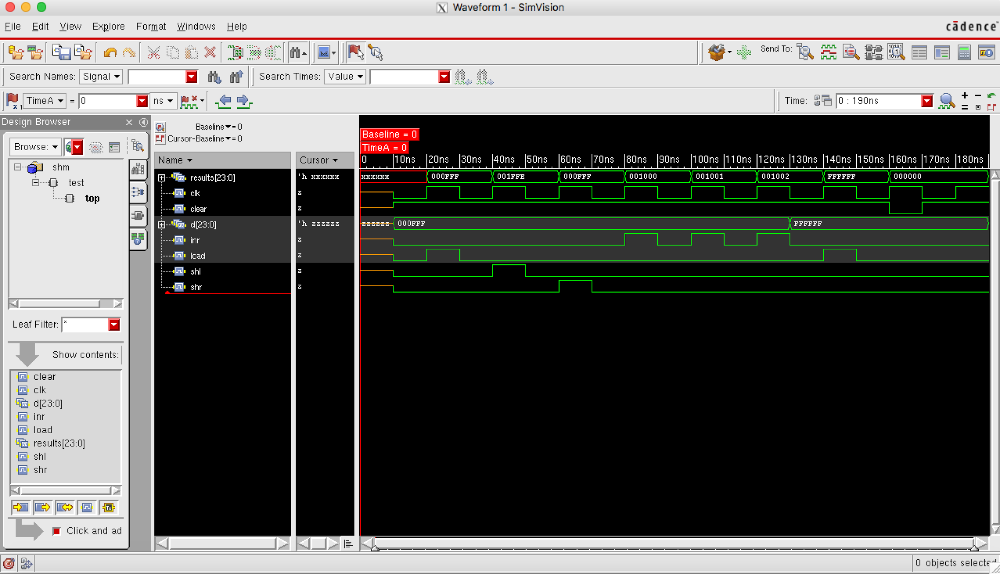 Waveform 1 - SimVision
File Edit View Explore Format Windows Help
cādence™
TxE
Send To:
Search Names: Signal
Search Times: Value
x 1 TimeA = 0 ns
Time: 0 : 190ns
Design Browser
Baseline = 0
Cursor-Baseline = 0
Baseline = 0
TimeA = 0
Browse:
Name Cursor
0 10ns 20ns 30ns 40ns 50ns 60ns 70ns 80ns 90ns 100ns 110ns 120ns 130ns 140ns 150ns 160ns 170ns 180ns
shm
test
top
results[23:0] 'h xxxxxx xxxxxx 000FFF 001FFE 000FFF 001000 001001 001002 FFFFFF 000000
clk z
clear z
d[23:0] 'h zzzzzz zzzzzz 000FFF FFFFFF
inr z
load z
shl z
shr z
Leaf Filter: *
Show contents:
clear
clk
d[23:0]
inr
load
results[23:0]
shl
shr
Tx
Click and ad
0 objects selected